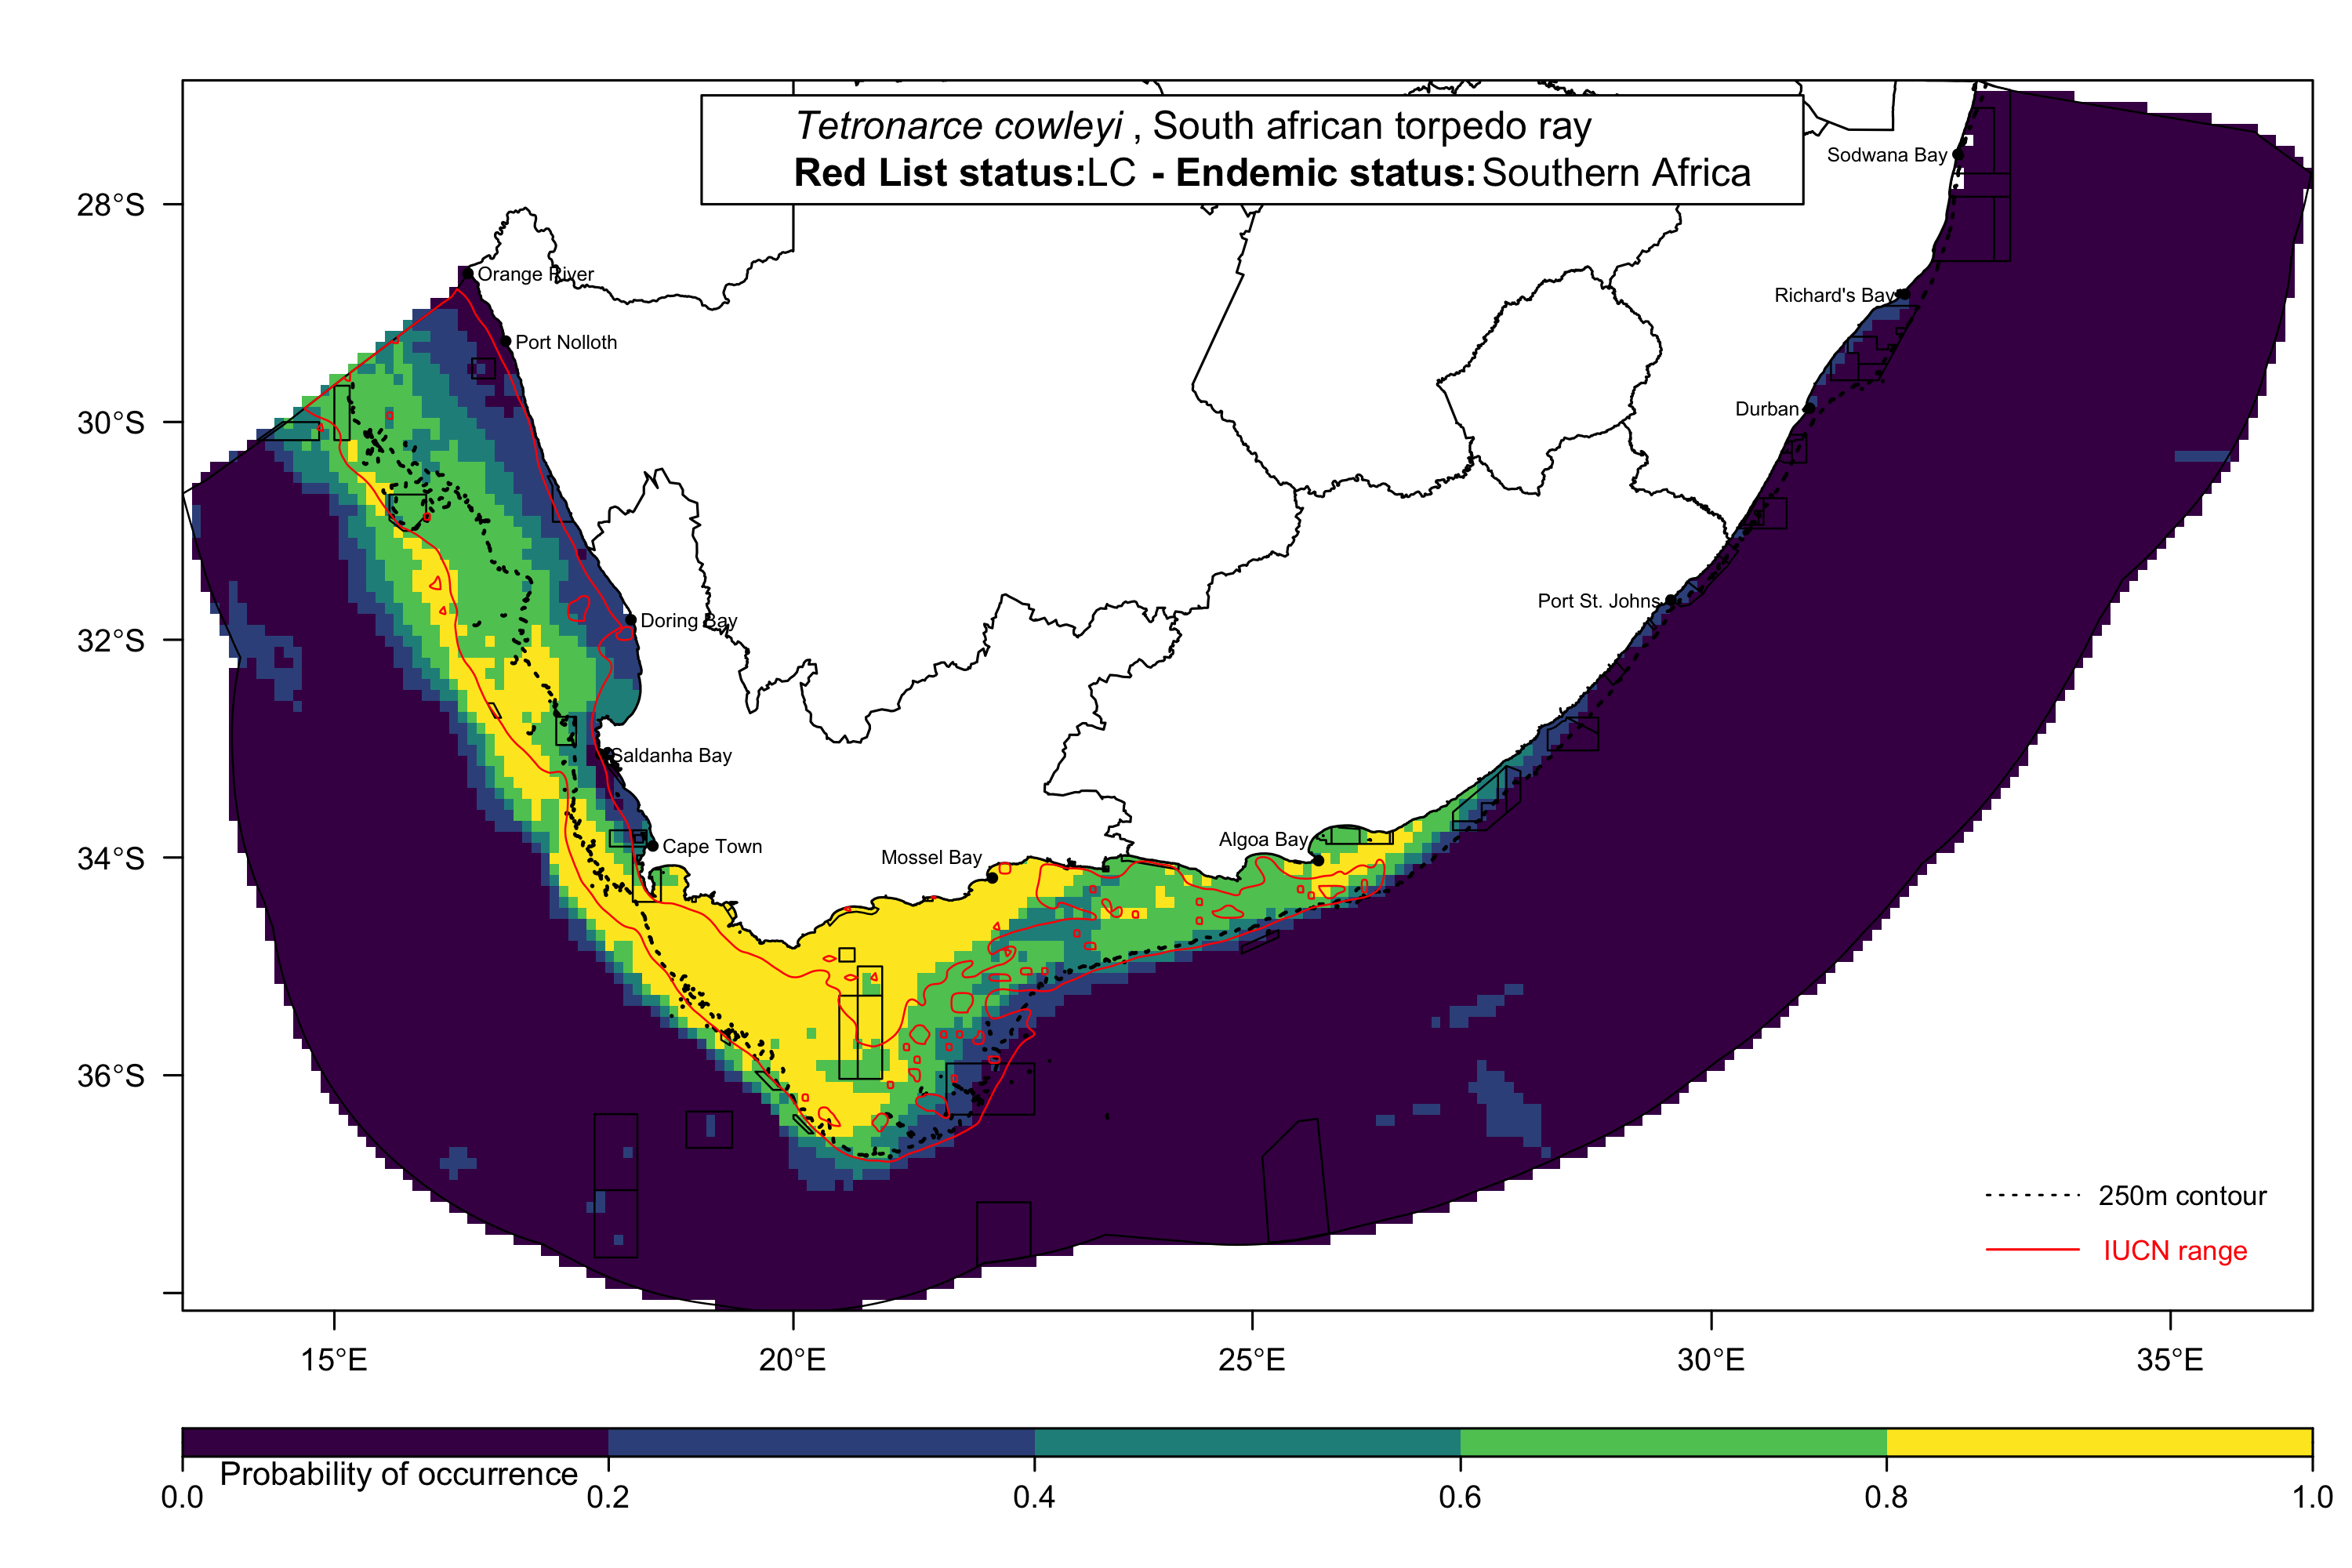 Tetronarce cowleyi , South african torpedo ray
Red List status:LC - Endemic status:Southern Africa
Sodwana Bay
28°S
Orange River
Richard's Bay
Port Nolloth
Durban
30°S
Port St. Johns
Doring Bay
32°S
Saldanha Bay
Algoa Bay
Cape Town
Mossel Bay
34°S
36°S
250m contour
IUCN range
15°E 20°E 25°E 30°E 35°E
Probability of occurrence
0.0 0.2 0.4 0.6 0.8 1.0